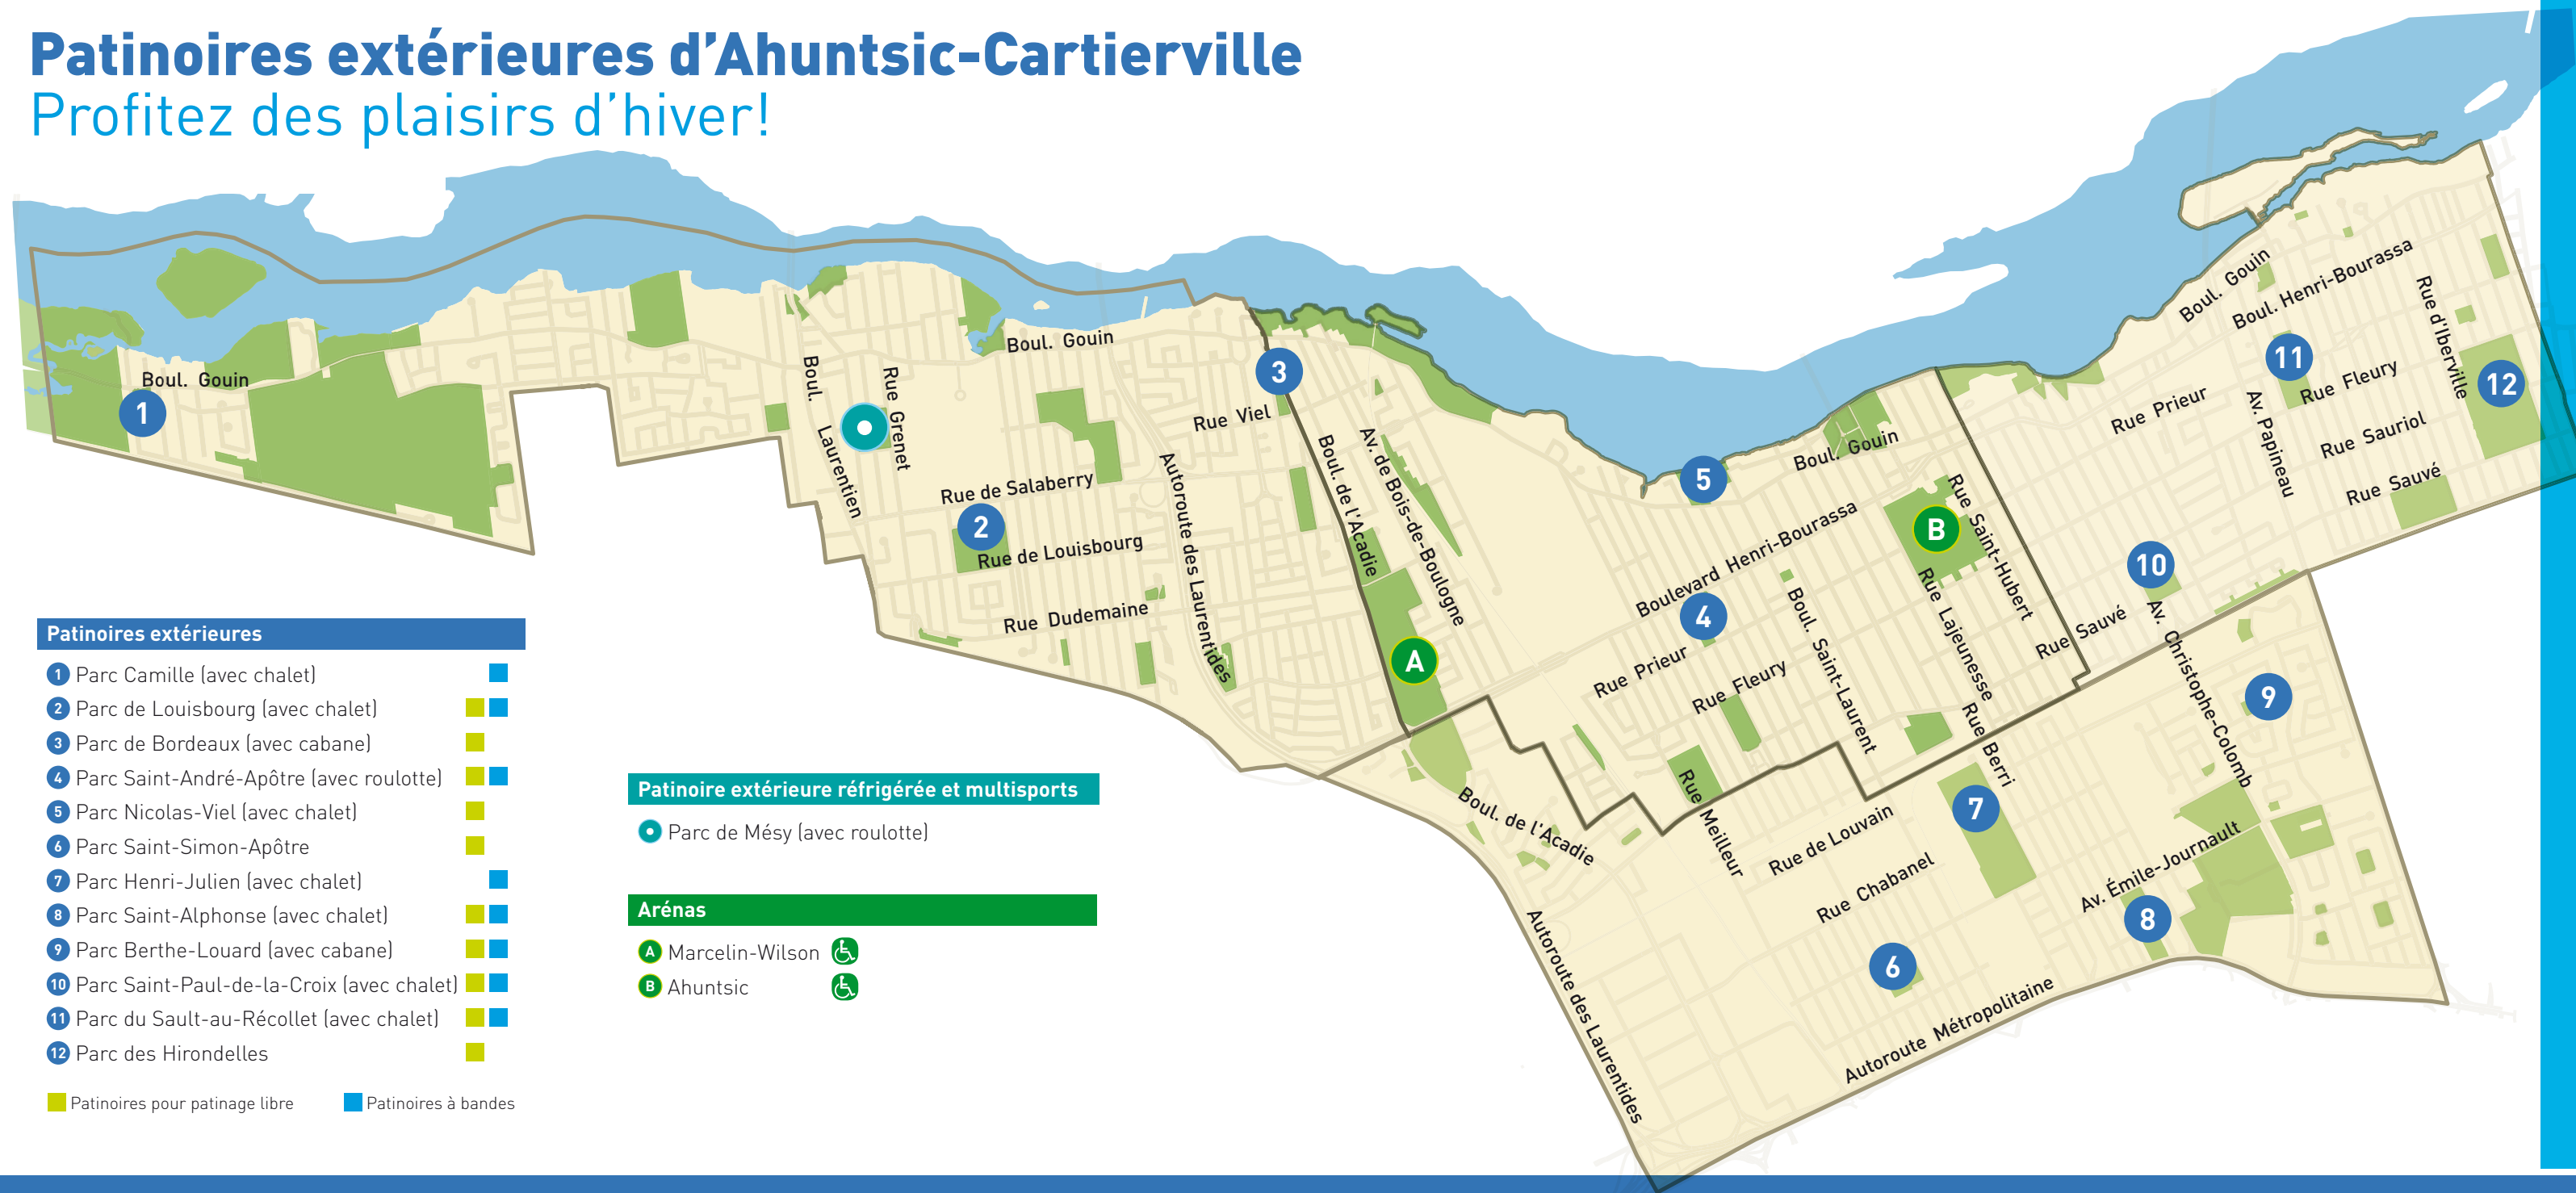 Patinoires extérieures d'Ahuntsic-Cartierville
Profitez des plaisirs d'hiver!
Boul. Gouin
1
Boul. Laurentien
Rue Grenet
Boul. Gouin
Rue de Salaberry
2
Rue de Louisbourg
Rue Dudemaine
Rue Viel
3
Autoroute des Laurentides
Boul. de l'Acadie
Av. de Bois-de-Boulogne
A
5
Boul. Gouin
Boulevard Henri-Bourassa
4
Rue Prieur
Rue Fleury
Boul. Saint-Laurent
B
Rue Saint-Hubert
Rue Lajeunesse
Rue Berri
Rue Sauvé
Boul. Gouin
Boul. Henri-Bourassa
Rue d'Iberville
11
12
Rue Prieur
Av. Papineau
Rue Fleury
Rue Sauriol
Rue Sauvé
10
Av. Christophe-Colomb
9
Boul. de l'Acadie
Rue Meilleur
Rue de Louvain
Rue Chabanel
7
Av. Émile-Journault
8
6
Autoroute Métropolitaine
Autoroute des Laurentides
Patinoires extérieures
1 Parc Camille (avec chalet)
2 Parc de Louisbourg (avec chalet)
3 Parc de Bordeaux (avec cabane)
4 Parc Saint-André-Apôtre (avec roulotte)
5 Parc Nicolas-Viel (avec chalet)
6 Parc Saint-Simon-Apôtre
7 Parc Henri-Julien (avec chalet)
8 Parc Saint-Alphonse (avec chalet)
9 Parc Berthe-Louard (avec cabane)
10 Parc Saint-Paul-de-la-Croix (avec chalet)
11 Parc du Sault-au-Récollet (avec chalet)
12 Parc des Hirondelles
Patinoires pour patinage libre
Patinoires à bandes
Patinoire extérieure réfrigérée et multisports
Parc de Mésy (avec roulotte)
Arénas
A Marcelin-Wilson
B Ahuntsic